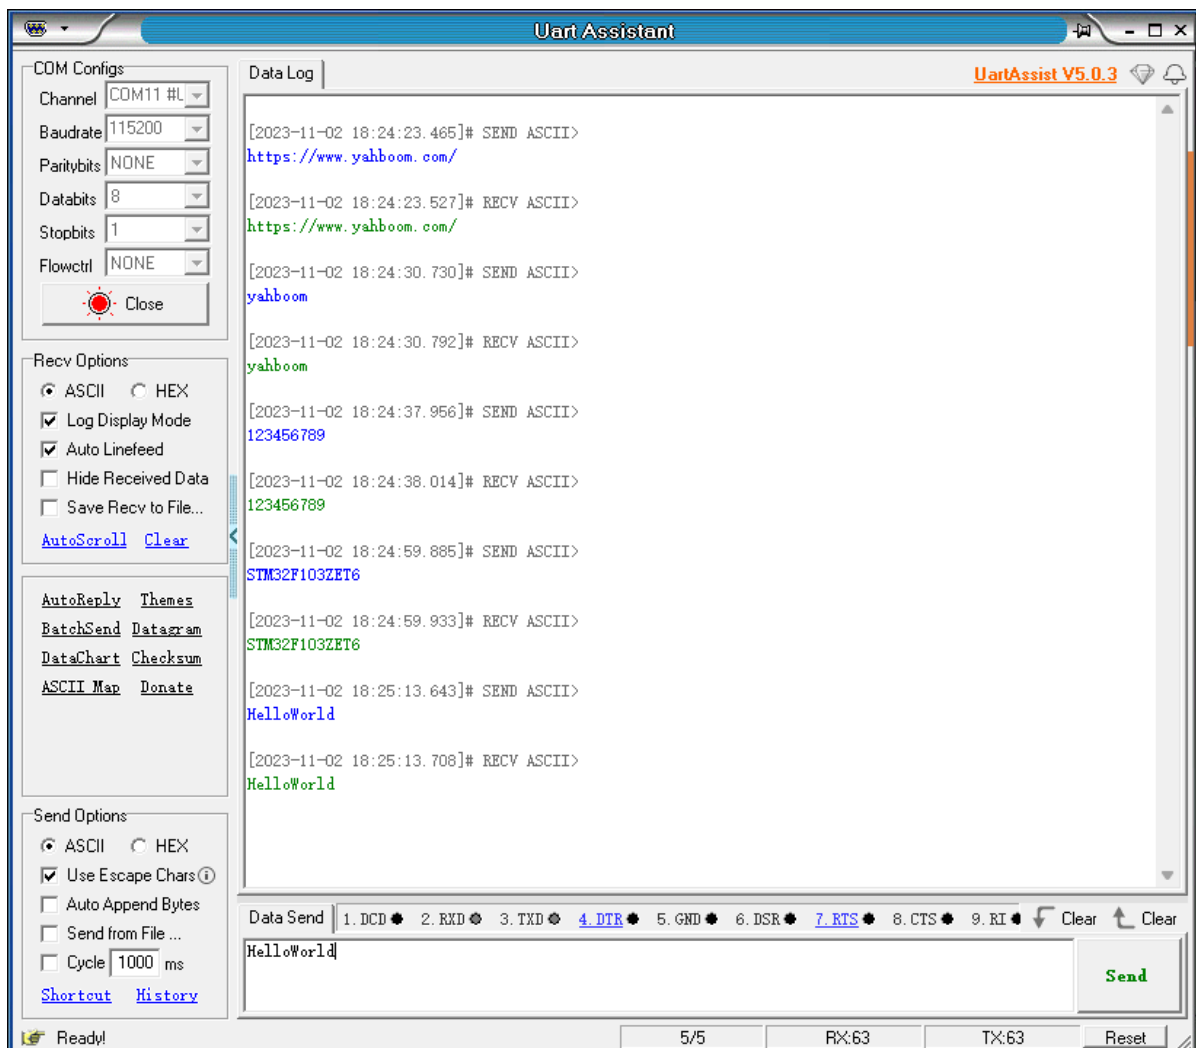 Uart Assistant
COM Configs
Channel COM11 #U
Baudrate 115200
Paritybits NONE
Databits 8
Stopbits 1
Flowctrl NONE
Close
Recv Options
ASCII HEX
Log Display Mode
Auto Linefeed
Hide Received Data
Save Recv to File...
AutoScroll Clear
AutoReply Themes
BatchSend Datagram
DataChart Checksum
ASCII Map Donate
Send Options
ASCII HEX
Use Escape Chars
Auto Append Bytes
Send from File ...
Cycle 1000 ms
Shortcut History
Data Log UartAssist V5.0.3
[2023-11-02 18:24:23.465]# SEND ASCII>
https://www.yahboom.com/
[2023-11-02 18:24:23.527]# RECV ASCII>
https://www.yahboom.com/
[2023-11-02 18:24:30.730]# SEND ASCII>
yahboom
[2023-11-02 18:24:30.792]# RECV ASCII>
yahboom
[2023-11-02 18:24:37.956]# SEND ASCII>
123456789
[2023-11-02 18:24:38.014]# RECV ASCII>
123456789
[2023-11-02 18:24:59.885]# SEND ASCII>
STM32F103ZET6
[2023-11-02 18:24:59.933]# RECV ASCII>
STM32F103ZET6
[2023-11-02 18:25:13.643]# SEND ASCII>
HelloWorld
[2023-11-02 18:25:13.708]# RECV ASCII>
HelloWorld
Data Send 1.DCD 2.RXD 3.TXD 4.DTR 5.GND 6.DSR 7.RTS 8.CTS 9.RI Clear Clear
HelloWorld
Send
Ready! 5/5 RX:63 TX:63 Reset